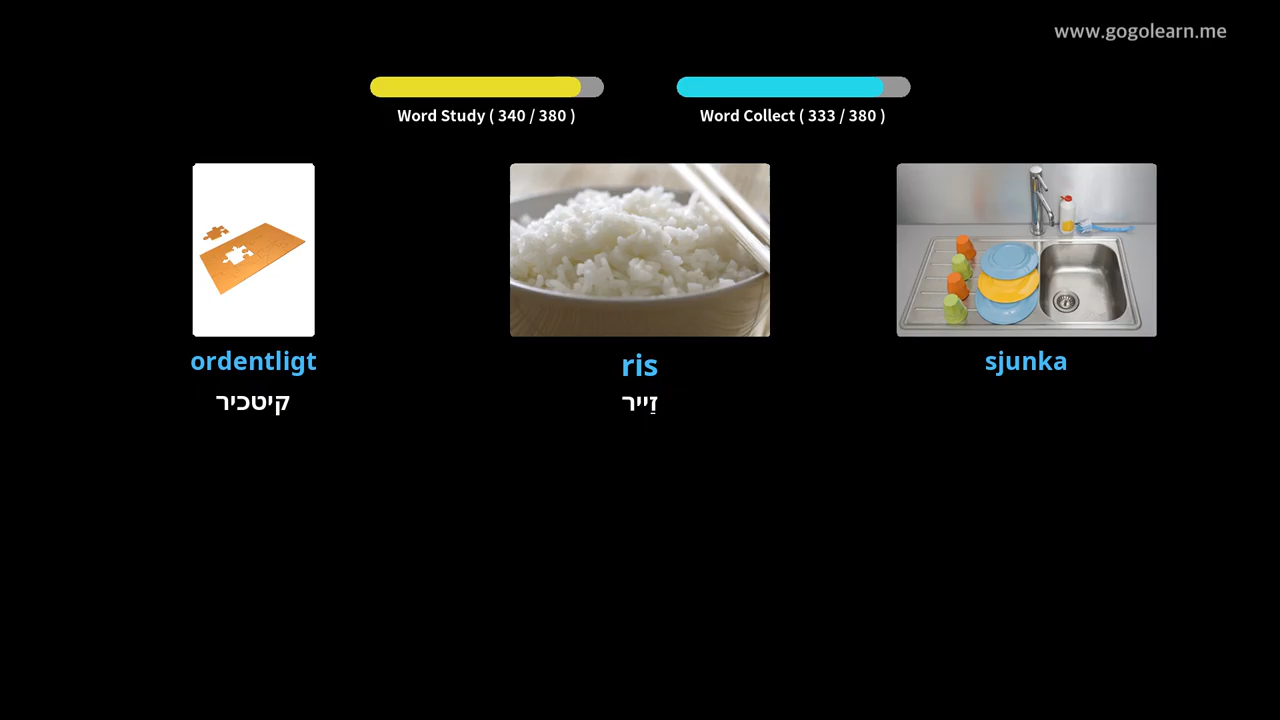 www.gogolearn.me
Word Study ( 340 / 380 )
Word Collect ( 333 / 380 )
ordentligt
ris
sjunka
קיטכיר
זַייר